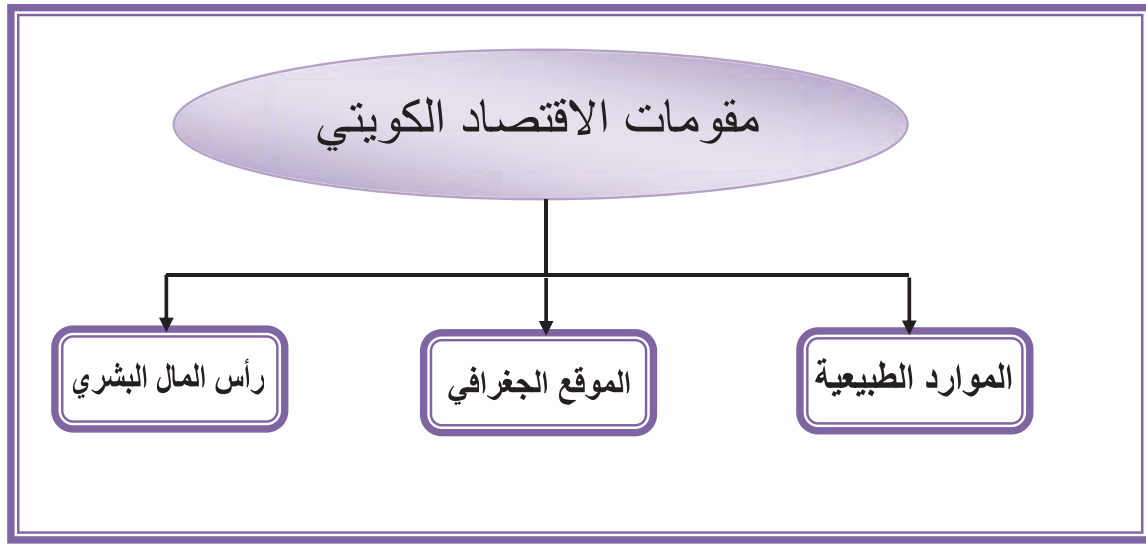 مقومات الاقتصاد الكويتي
الموارد الطبيعية
الموقع الجغرافي
رأس المال البشري